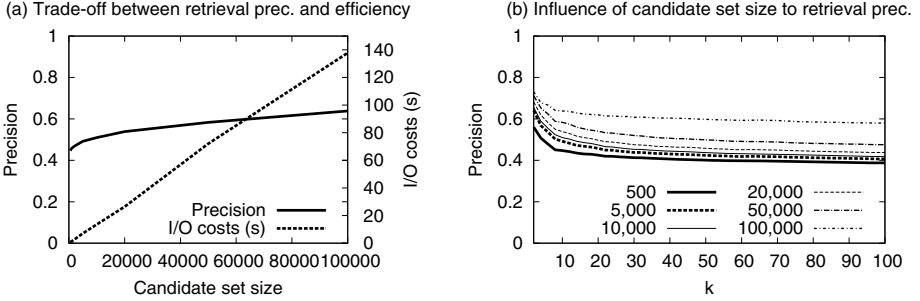 (a) Trade-off between retrieval prec. and efficiency
1
0.8
0.6
0.4
0.2
0
Precision
140
120
100
80
60
40
20
0
I/O costs (s)
Precision
I/O costs (s)
0 20000 40000 60000 80000 100000
Candidate set size
(b) Influence of candidate set size to retrieval prec.
1
0.8
0.6
0.4
0.2
0
Precision
500
5,000
10,000
20,000
50,000
100,000
10 20 30 40 50 60 70 80 90 100
k